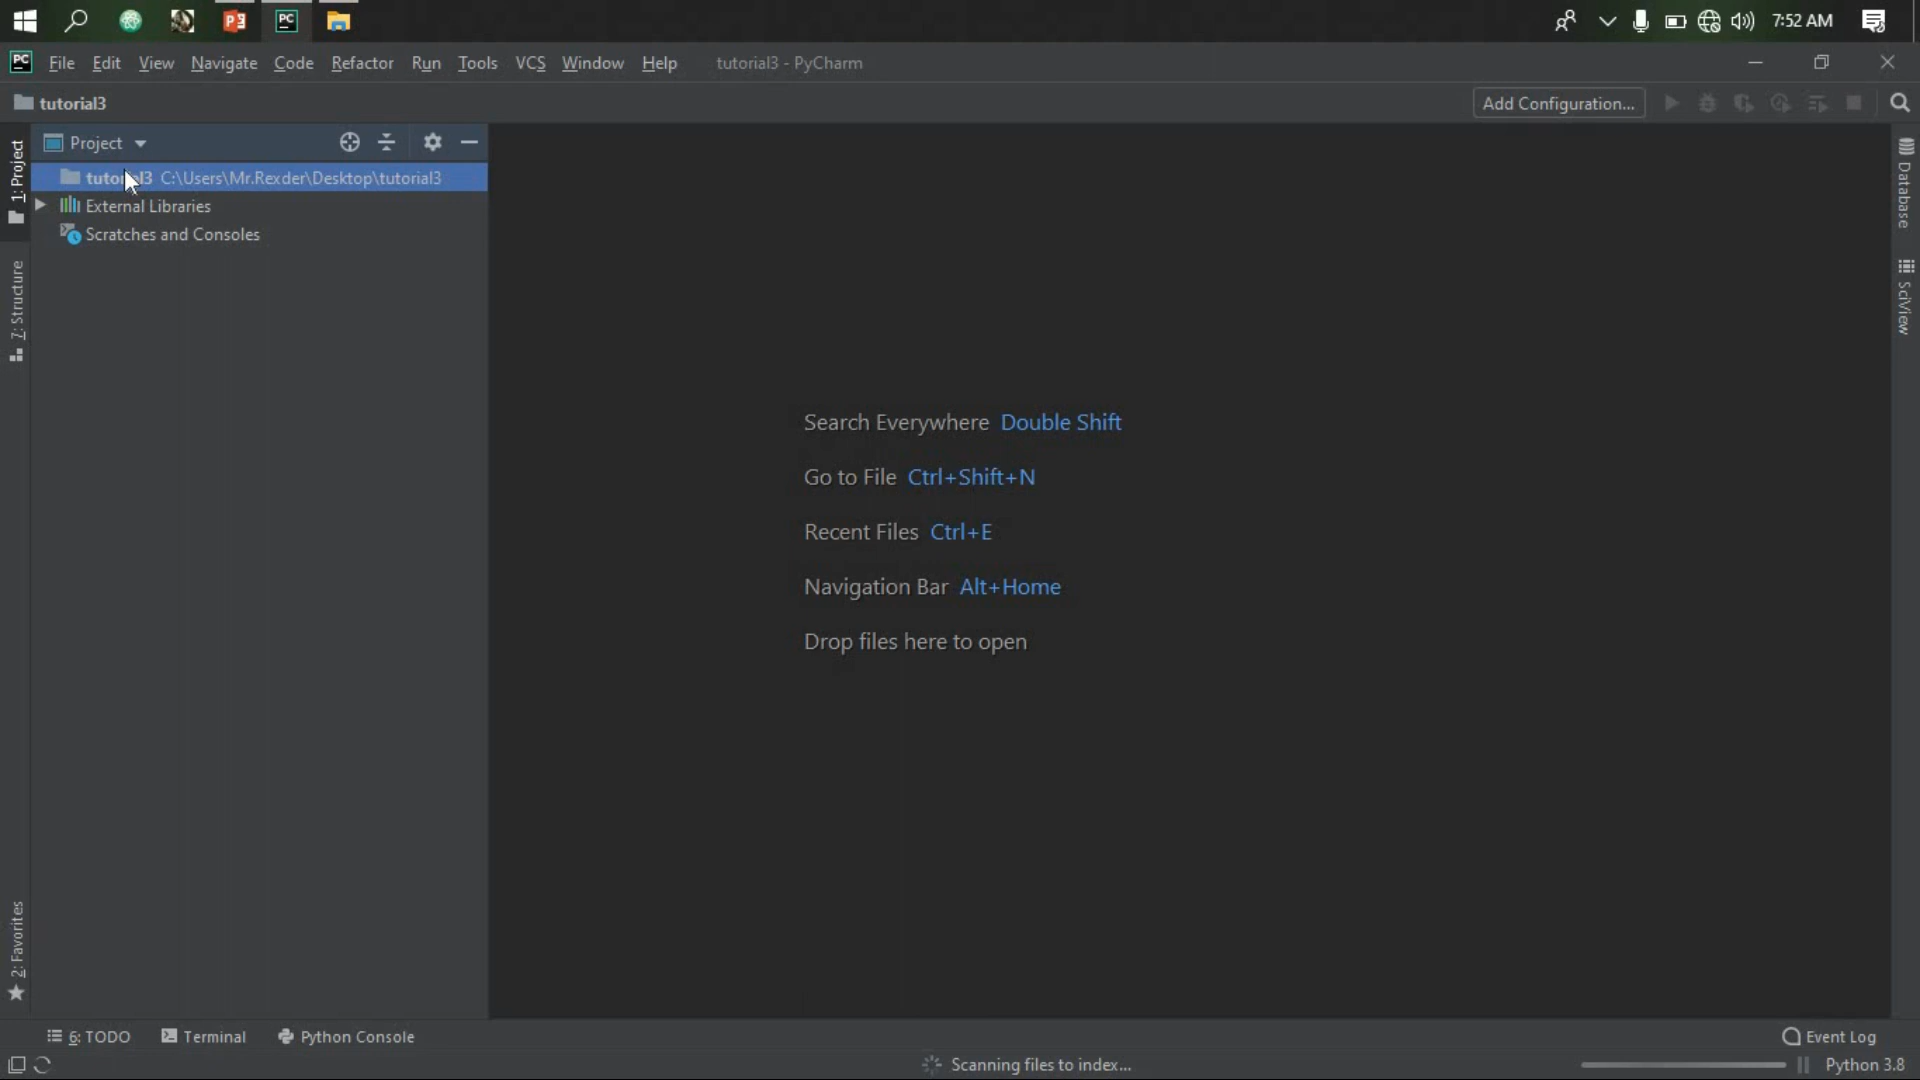 7:52 AM
PC File Edit View Navigate Code Refactor Run Tools VCS Window Help tutorial3 - PyCharm
tutorial3 Add Configuration...
Project
tutorial3 C:\Users\Mr.Rexder\Desktop\tutorial3
External Libraries
Scratches and Consoles
1: Project
7: Structure
2: Favorites
Search Everywhere Double Shift
Go to File Ctrl+Shift+N
Recent Files Ctrl+E
Navigation Bar Alt+Home
Drop files here to open
Database
SciView
6: TODO Terminal Python Console Event Log
Scanning files to index... Python 3.8